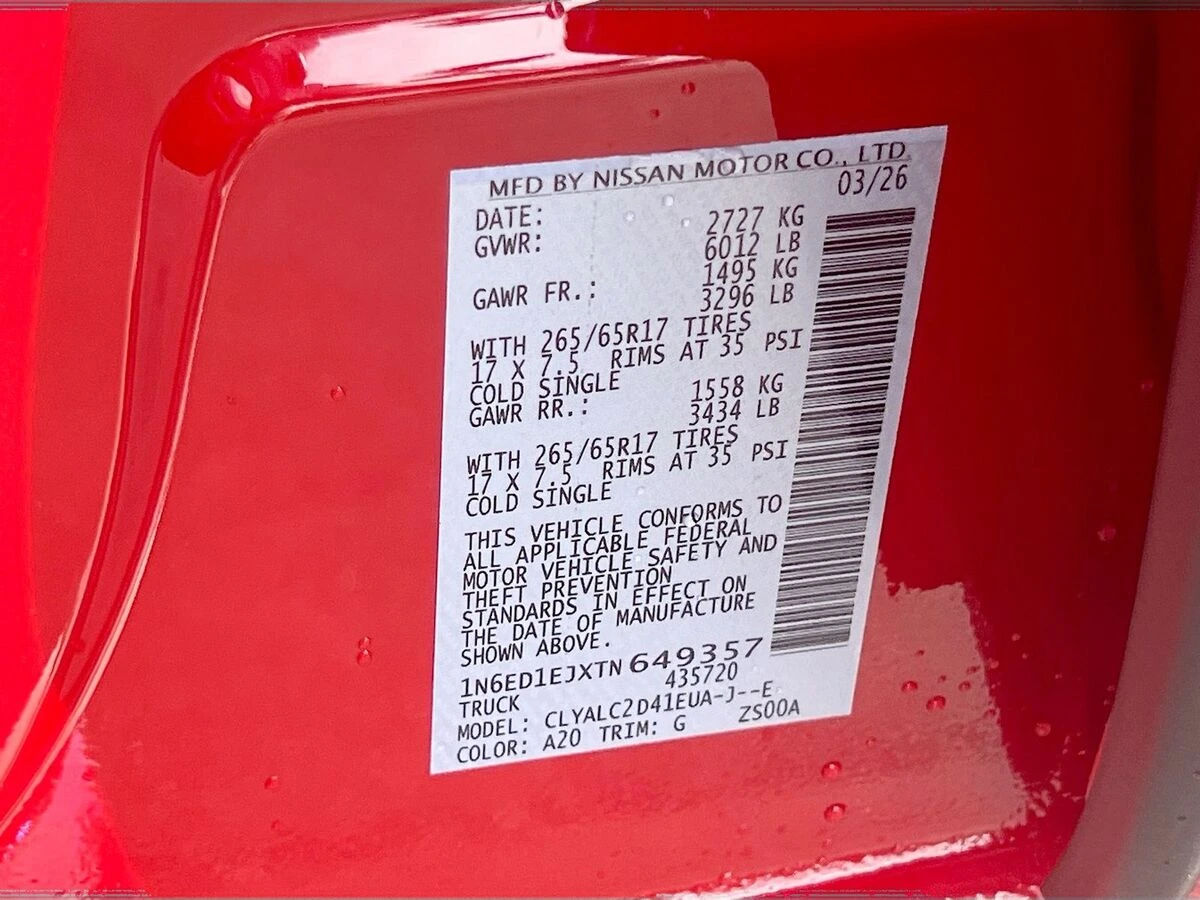 MFD BY NISSAN MOTOR CO., LTD.
DATE: 03/26
GVWR: 2727 KG
6012 LB
GAWR FR.: 1495 KG
3296 LB
WITH 265/65R17 TIRES
17 X 7.5 RIMS AT 35 PSI
COLD SINGLE
GAWR RR.: 1558 KG
3434 LB
WITH 265/65R17 TIRES
17 X 7.5 RIMS AT 35 PSI
COLD SINGLE
THIS VEHICLE CONFORMS TO
ALL APPLICABLE FEDERAL
MOTOR VEHICLE SAFETY AND
THEFT PREVENTION
STANDARDS IN EFFECT ON
THE DATE OF MANUFACTURE
SHOWN ABOVE.
1N6ED1EJXTN649357
TRUCK 435720
MODEL: CLYALC2D41EUA-J--E
COLOR: A20 TRIM: G ZS00A